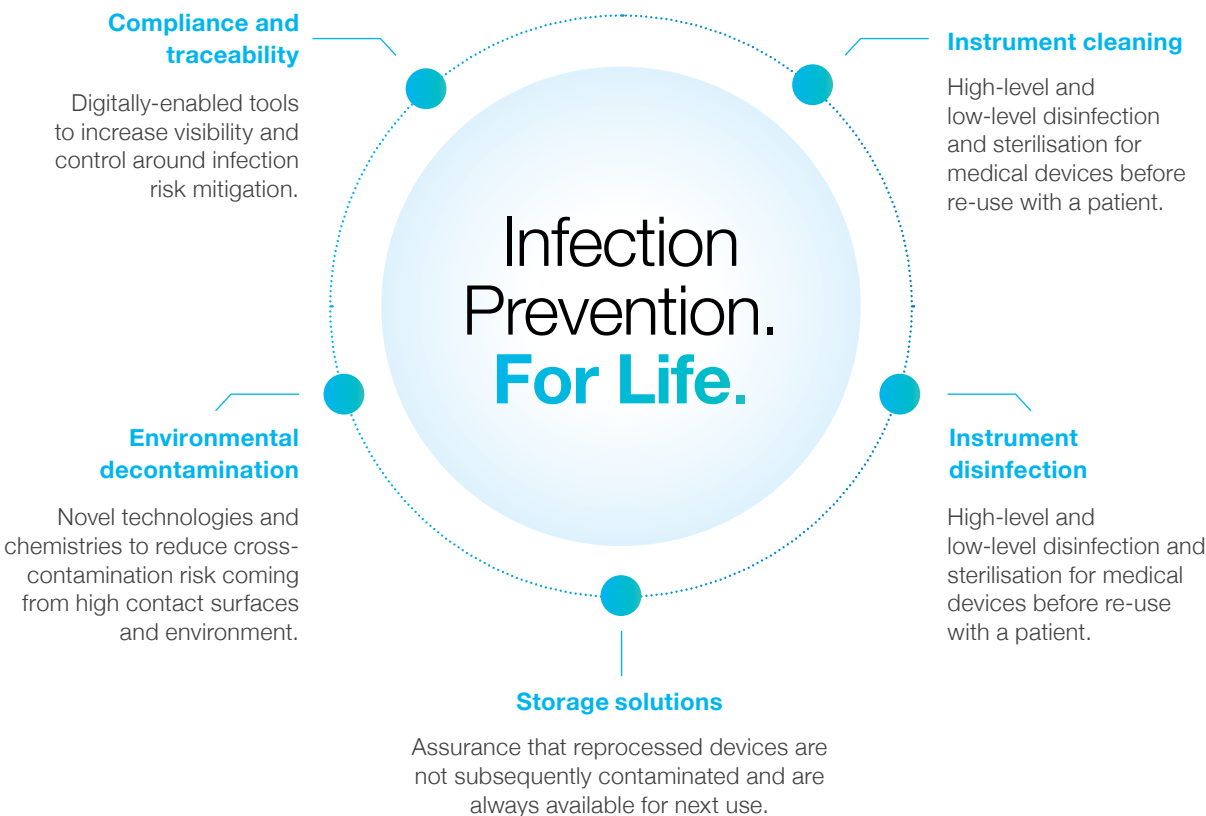 Compliance and
traceability
Digitally-enabled tools
to increase visibility and
control around infection
risk mitigation.
Instrument cleaning
High-level and
low-level disinfection
and sterilisation for
medical devices before
re-use with a patient.
Infection
Prevention.
For Life.
Environmental
decontamination
Novel technologies and
chemistries to reduce cross-
contamination risk coming
from high contact surfaces
and environment.
Instrument
disinfection
High-level and
low-level disinfection and
sterilisation for medical
devices before re-use
with a patient.
Storage solutions
Assurance that reprocessed devices are
not subsequently contaminated and are
always available for next use.